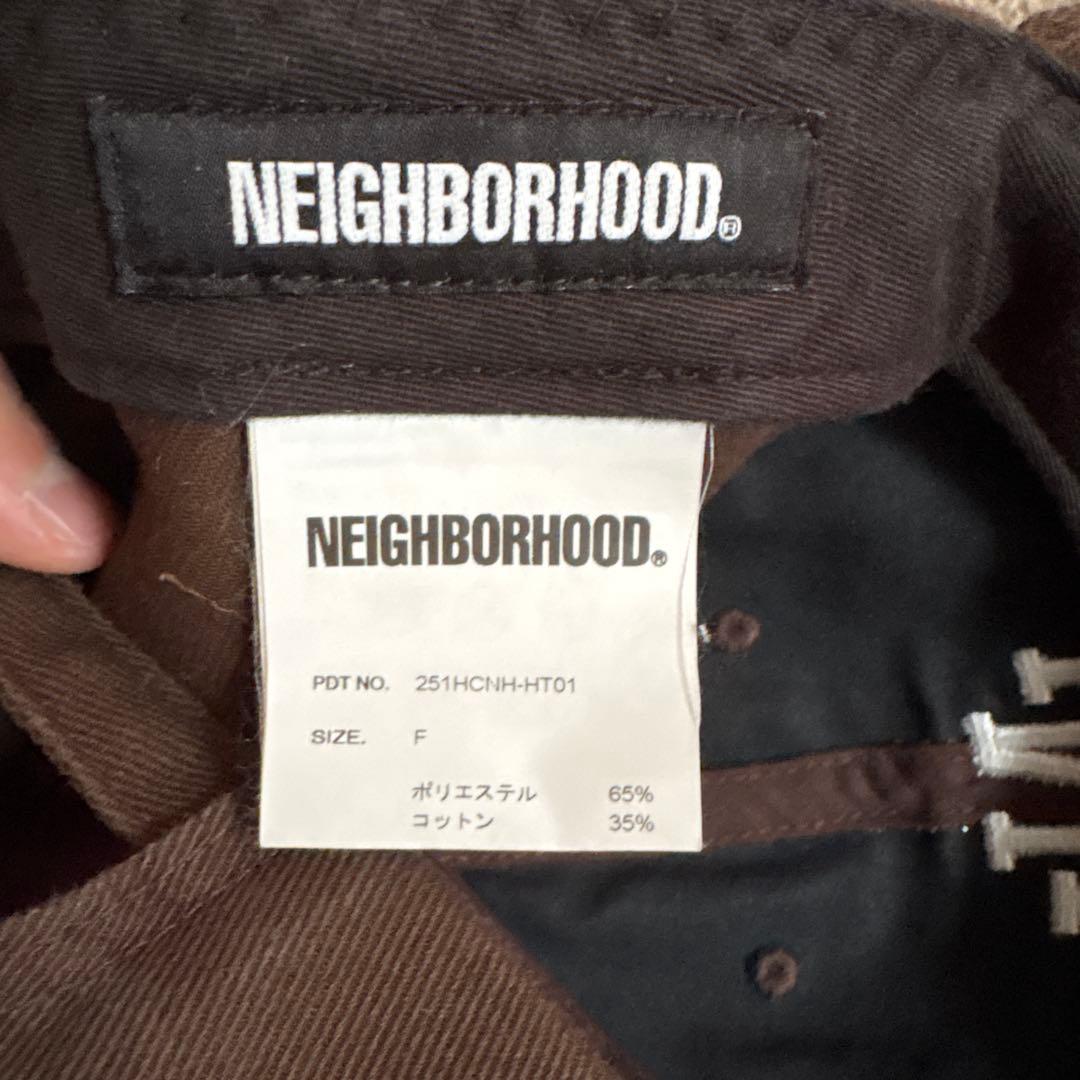 NEIGHBORHOOD®
NEIGHBORHOOD®
PDT NO. 251HCNH-HT01
SIZE. F
ポリエステル 65%
コットン 35%